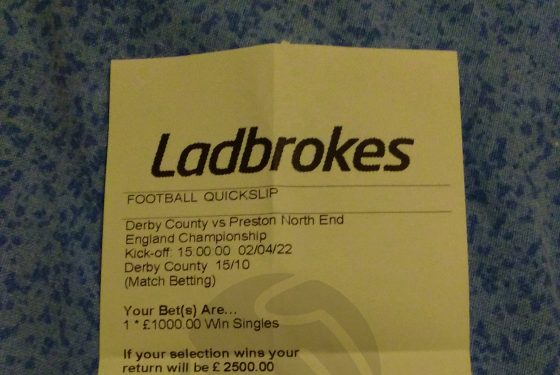 Ladbrokes
FOOTBALL QUICKSLIP
Derby County vs Preston North End
England Championship
Kick-off: 15:00:00 02/04/22
Derby County 15/10
(Match Betting)
Your Bet(s) Are...
1 * £1000.00 Win Singles
If your selection wins your
return will be £ 2500.00